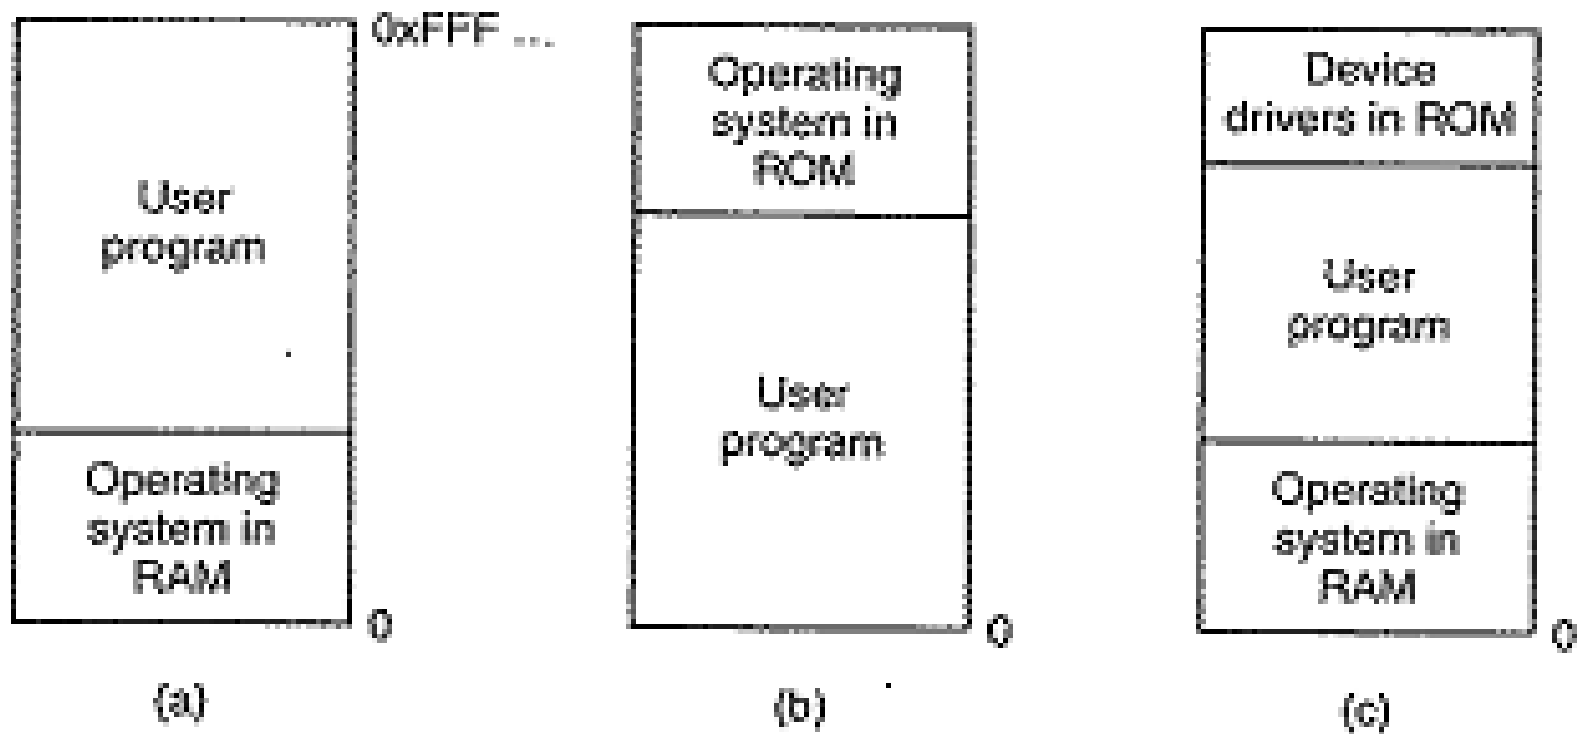 0xFFF ...
User
program
Operating
system in
RAM
0
(a)
Operating
system in
ROM
User
program
0
(b)
Device
drivers in ROM
User
program
Operating
system in
RAM
0
(c)